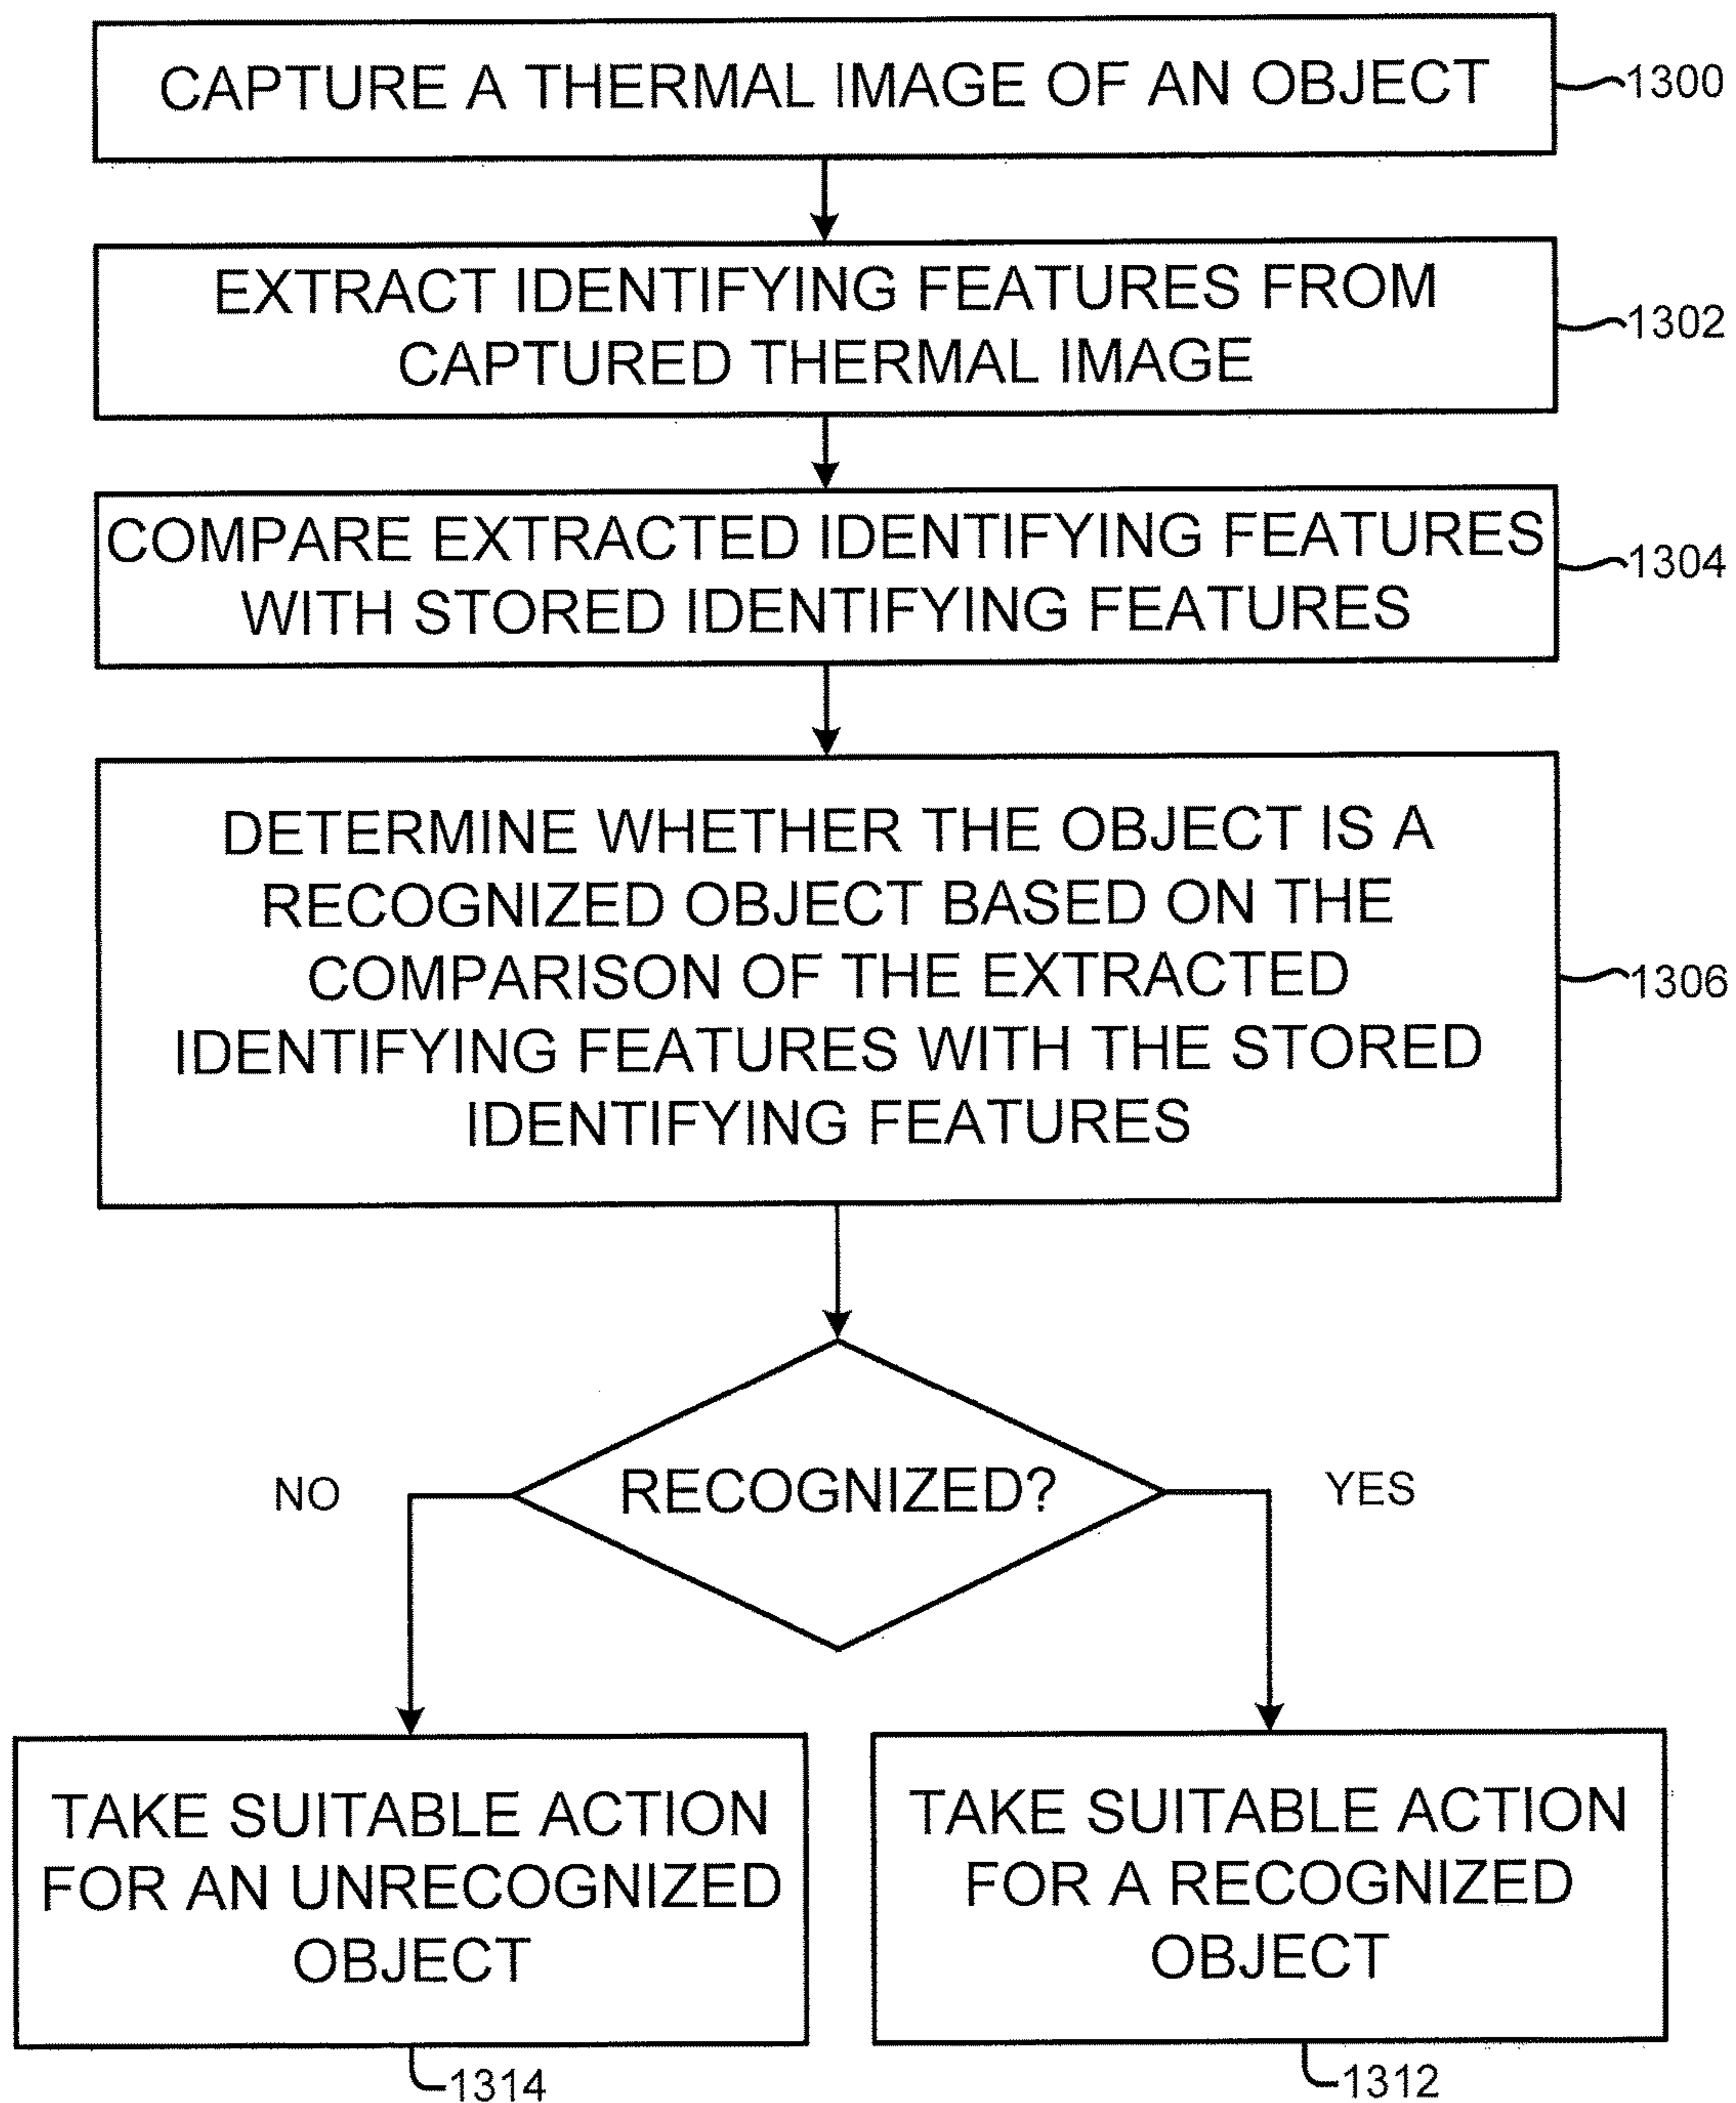 CAPTURE A THERMAL IMAGE OF AN OBJECT
1300
EXTRACT IDENTIFYING FEATURES FROM
CAPTURED THERMAL IMAGE
1302
COMPARE EXTRACTED IDENTIFYING FEATURES
WITH STORED IDENTIFYING FEATURES
1304
DETERMINE WHETHER THE OBJECT IS A
RECOGNIZED OBJECT BASED ON THE
COMPARISON OF THE EXTRACTED
IDENTIFYING FEATURES WITH THE STORED
IDENTIFYING FEATURES
1306
RECOGNIZED?
NO
YES
TAKE SUITABLE ACTION
FOR AN UNRECOGNIZED
OBJECT
1314
TAKE SUITABLE ACTION
FOR A RECOGNIZED
OBJECT
1312